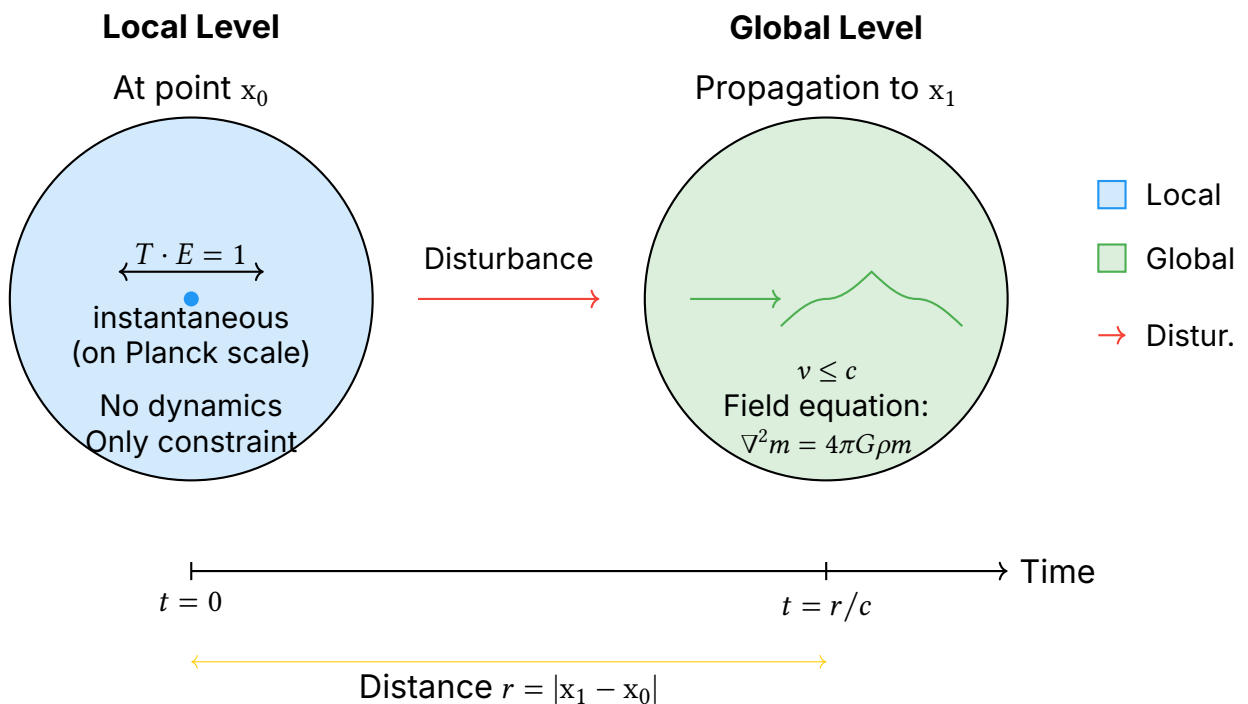 Local Level
At point x₀
T · E = 1
instantaneous
(on Planck scale)
No dynamics
Only constraint
Disturbance
Global Level
Propagation to x₁
v ≤ c
Field equation:
∇²m = 4πGρm
Local
Global
Distur.
Time
t = 0
t = r/c
Distance r = |x₁ − x₀|